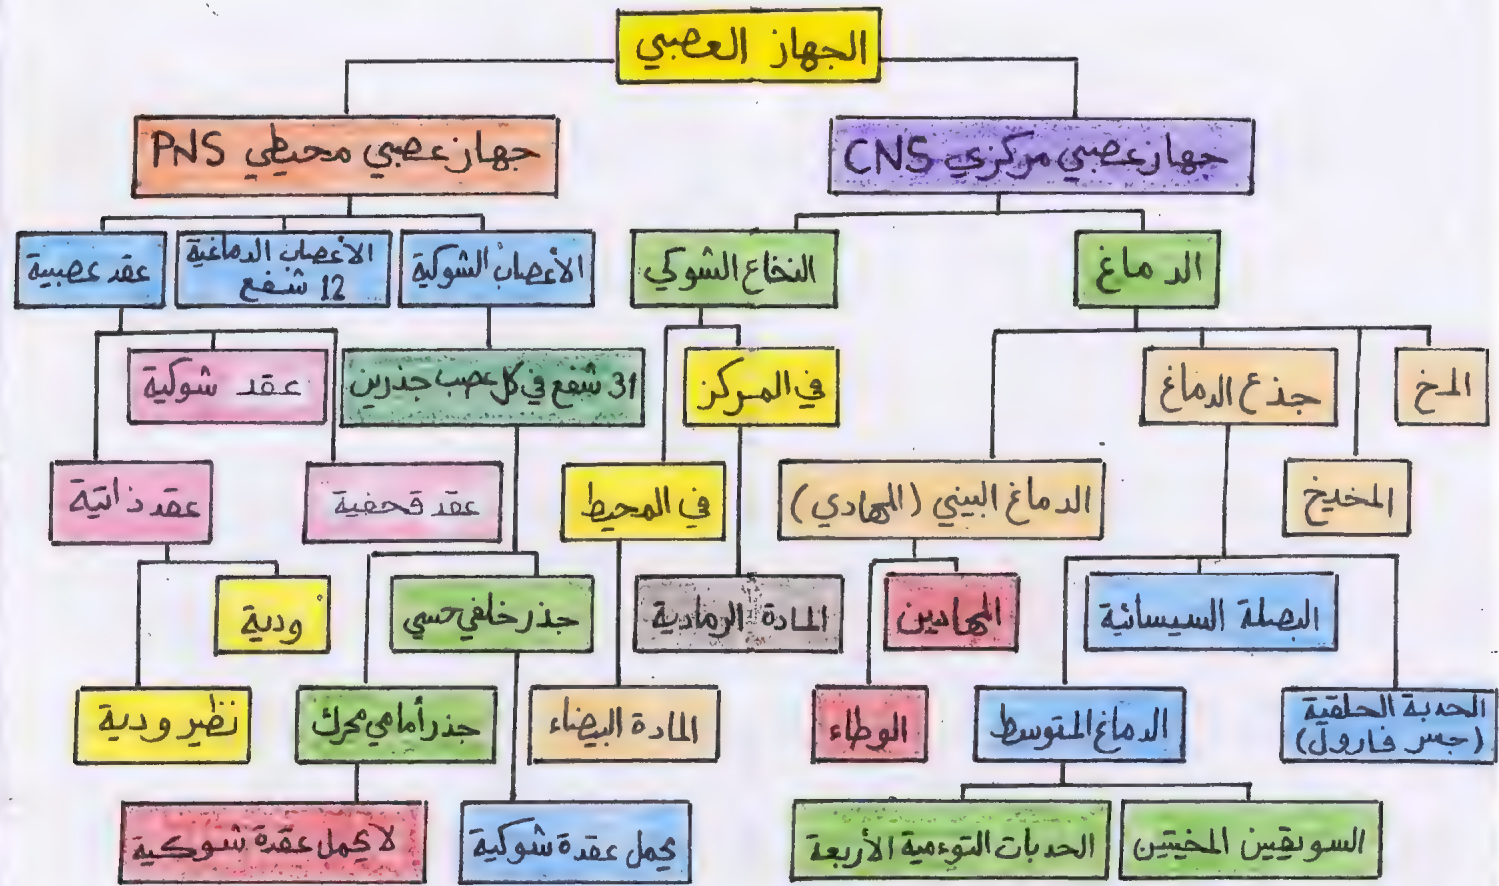 الجهاز العصبي
جهاز عصبي مركزي CNS
جهاز عصبي محيطي PNS
الدماغ
النخاع الشوكي
الأعصاب الشوكية
الأعصاب الدماغية
12 شفع
عقد عصبية
المخ
جذع الدماغ
في المركز
31 شفع في كل عصب جذرين
عقد شوكية
المخيخ
الدماغ البيني (المهادي)
في المحيط
عقد قحفية
عقد ذاتية
البصلة السيسائية
المهادين
المادة الرمادية
جذر خلفي حسي
ودية
الحدبة الحلقية
(جسر فارول)
الدماغ المتوسط
الوطاء
المادة البيضاء
جذر أمامي محرك
نظير ودية
السويقتين المخيتين
الحدبات التوءمية الأربعة
يحمل عقدة شوكية
لا يحمل عقدة شوكية